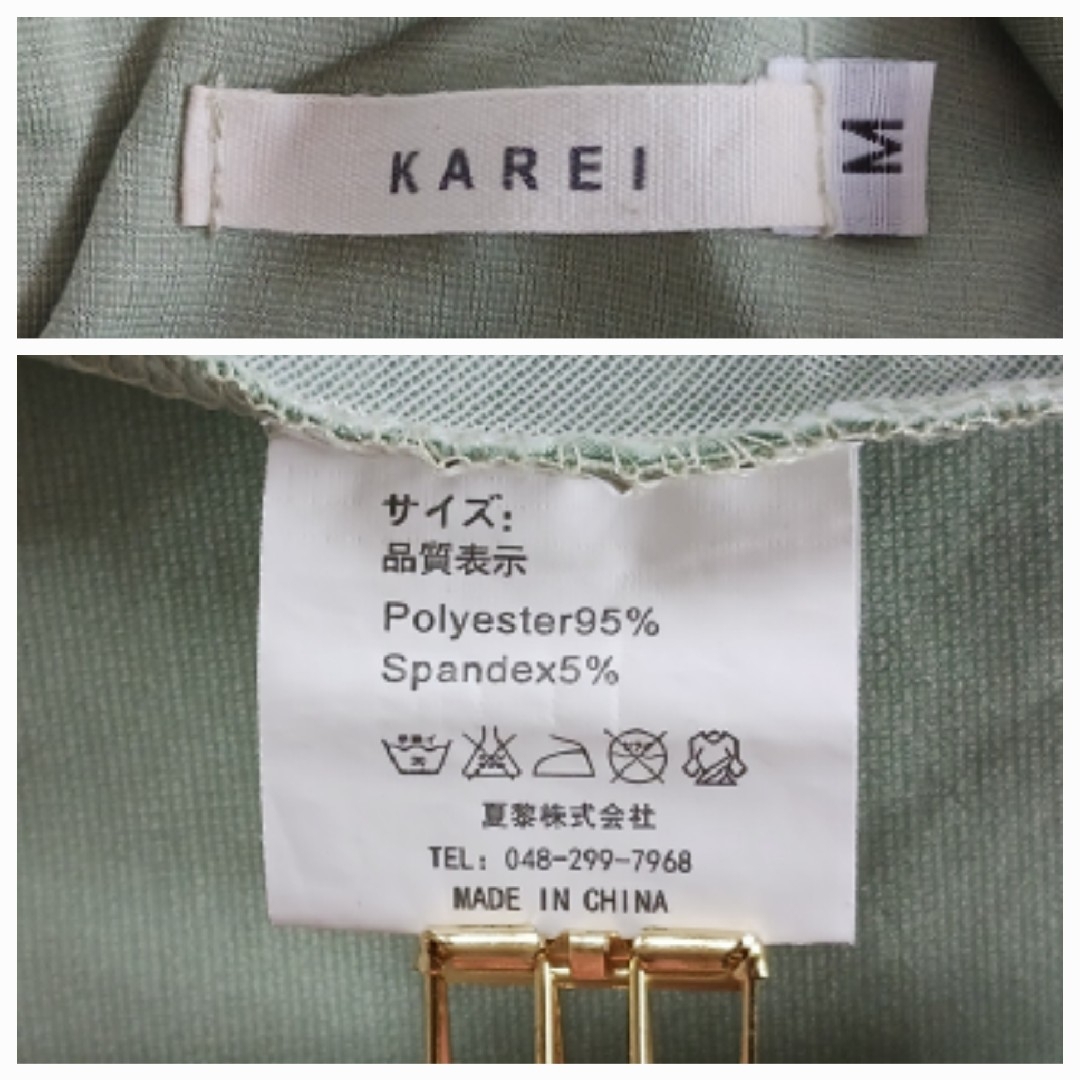 KAREI
M
サイズ:
品質表示
Polyester95%
Spandex5%
夏黎株式会社
TEL: 048-299-7968
MADE IN CHINA